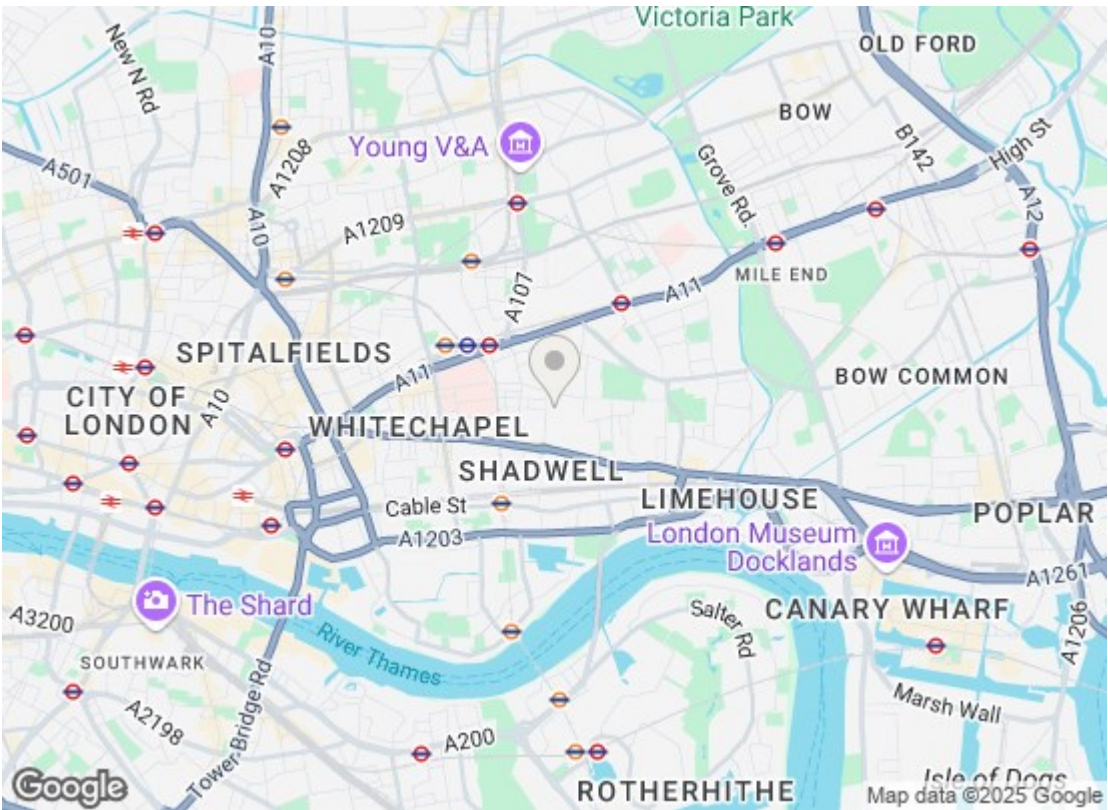 Victoria Park
New N Rd
A10
OLD FORD
BOW
Young V&A
A1208
B142
High St
A501
Grove Rd.
A12
A10
A1209
A107
MILE END
A11
SPITALFIELDS
A11
BOW COMMON
CITY OF
LONDON
A10
WHITECHAPEL
SHADWELL
LIMEHOUSE
Cable St
POPLAR
A1203
London Museum
Docklands
A1261
The Shard
A3200
CANARY WHARF
Salter Rd
A1206
River Thames
SOUTHWARK
Tower Bridge Rd
Marsh Wall
A2198
A200
Isle of Dogs
Google
ROTHERHITHE
Map data ©2025 Google